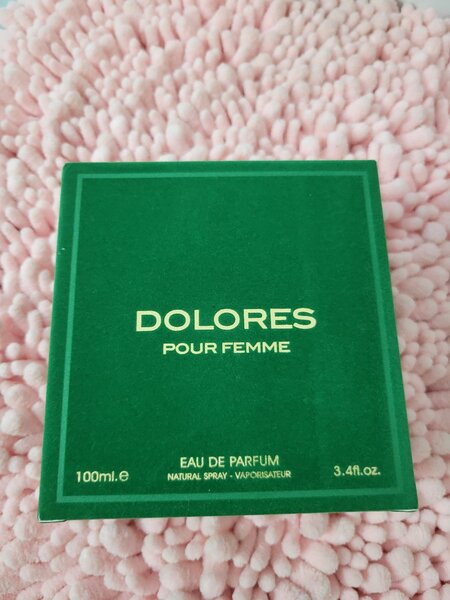 DOLORES
POUR FEMME
EAU DE PARFUM
100ml.e NATURAL SPRAY - VAPORISATEUR 3.4fl.oz.